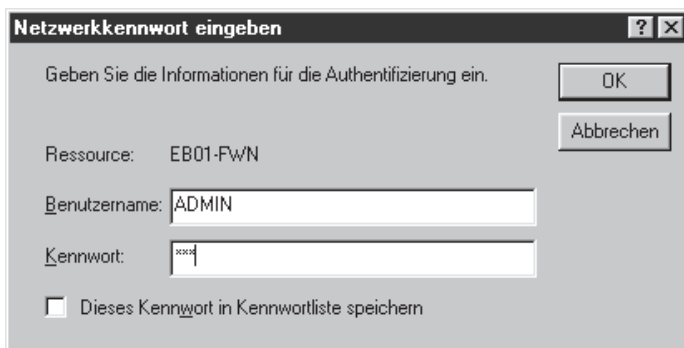 Netzwerkkennwort eingeben
Geben Sie die Informationen für die Authentifizierung ein.
OK
Abbrechen
Ressource: EB01-FWN
Benutzername: ADMIN
Kennwort: ***
Dieses Kennwort in Kennwortliste speichern